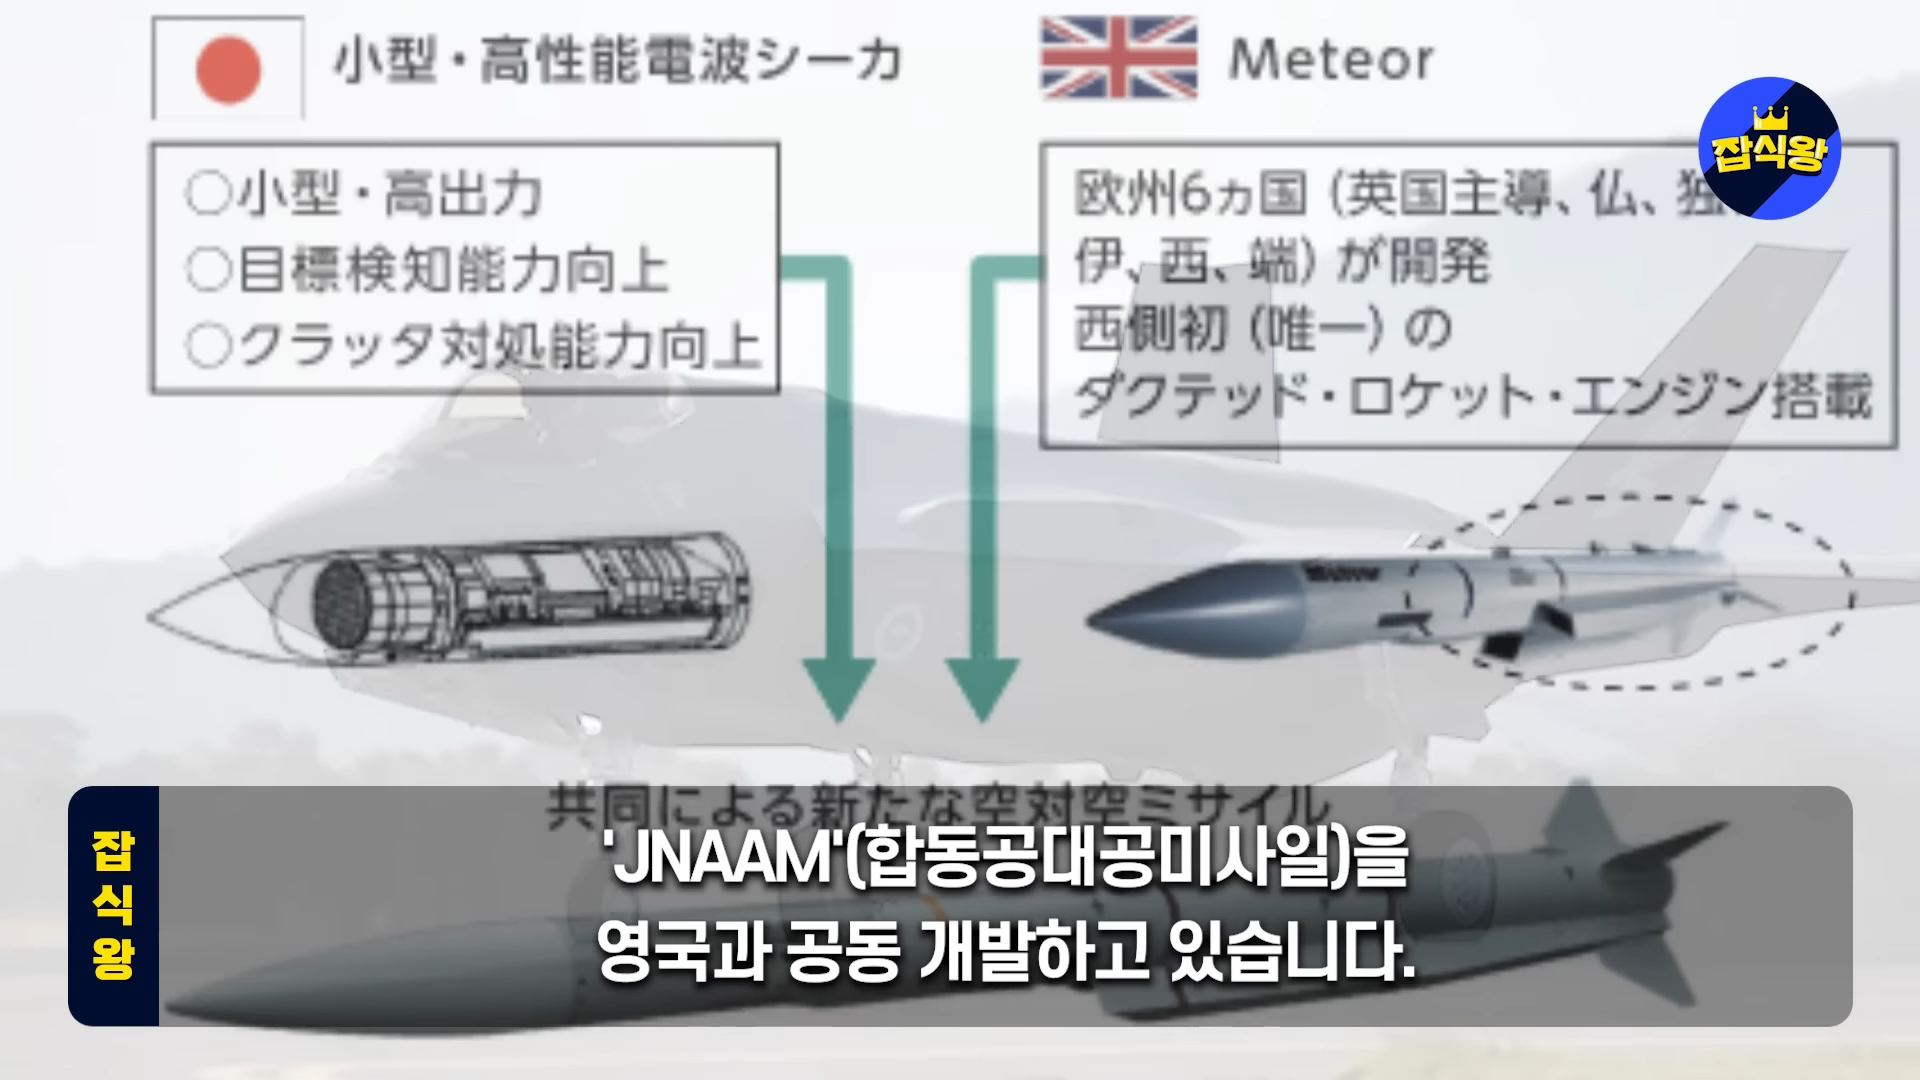 小型・高性能電波シーカ
Meteor
잡식왕
○小型・高出力
○目標検知能力向上
○クラッタ対処能力向上
欧州6ヵ国（英国主導、仏、独
伊、西、端）が開発
西側初（唯一）の
ダクテッド・ロケット・エンジン搭載
Meteor
共同による新たな空対空ミサイル
잡식왕
'JNAAM'(합동공대공미사일)을
영국과 공동 개발하고 있습니다.